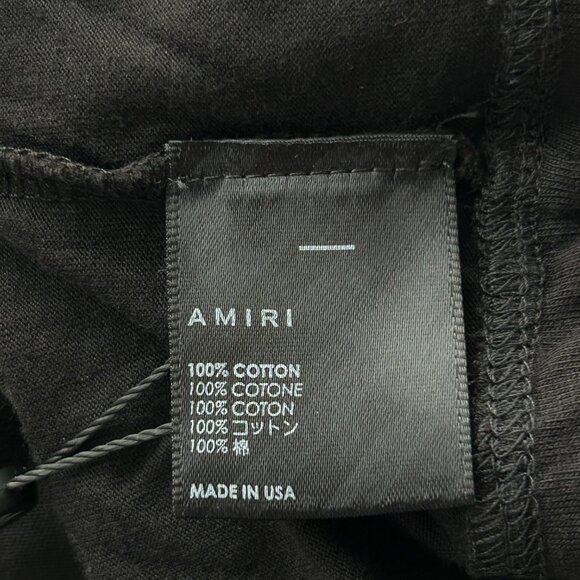 AMIRI
100% COTTON
100% COTONE
100% COTON
100% コットン
100% 棉
MADE IN USA